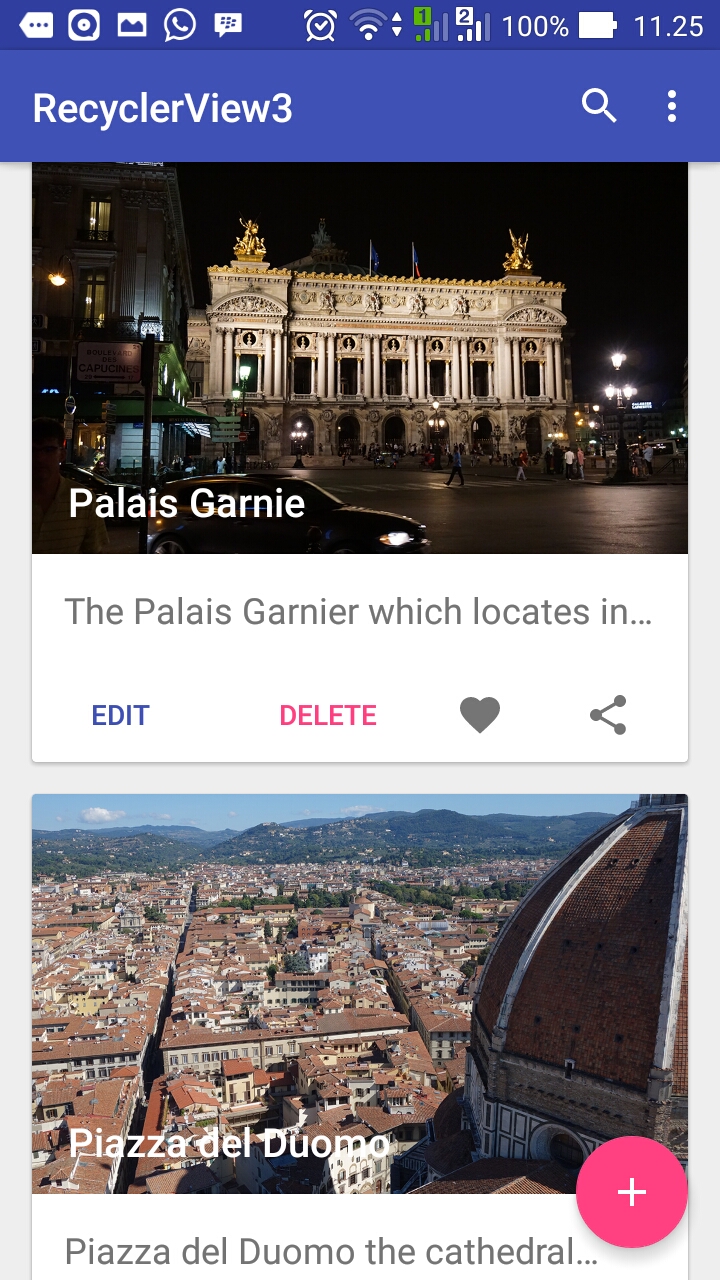 1 2 100% 11.25
RecyclerView3
BOULEVARD
DES
CAPUCINES
Palais Garnie
The Palais Garnier which locates in...
EDIT DELETE
Piazza del Duomo
+
Piazza del Duomo the cathedral...